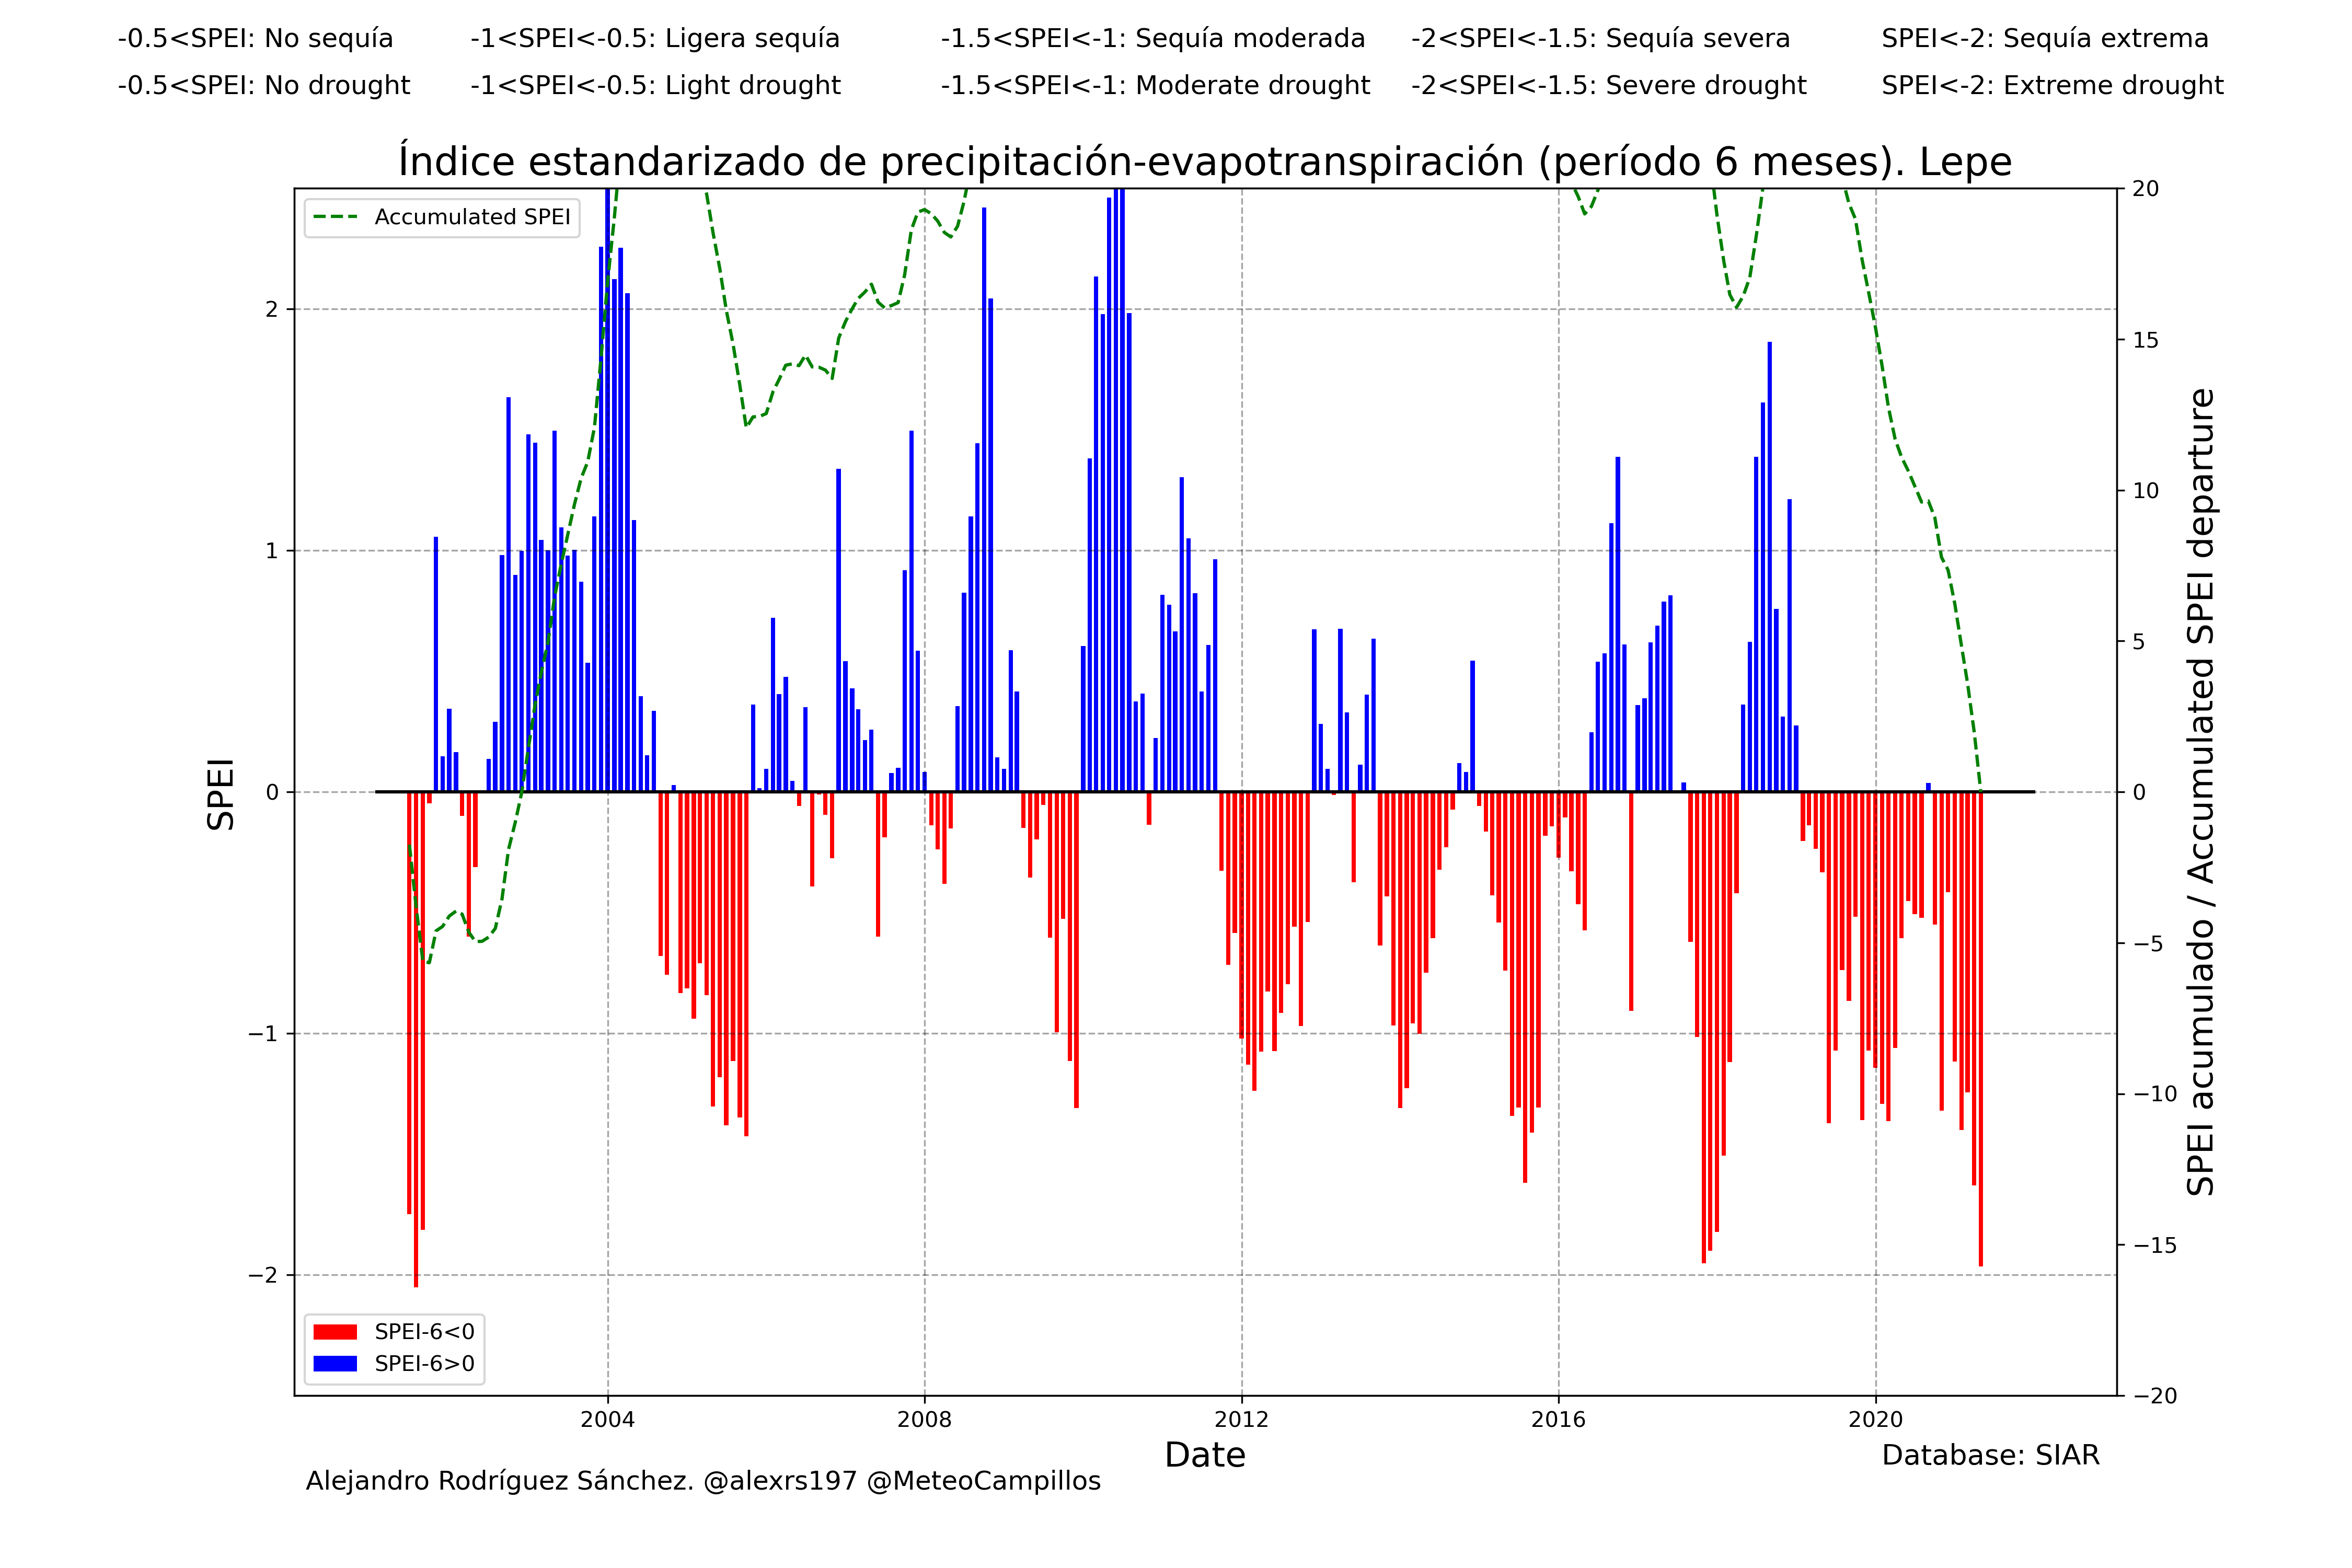 -0.5<SPEI: No sequía -1<SPEI<-0.5: Ligera sequía -1.5<SPEI<-1: Sequía moderada -2<SPEI<-1.5: Sequía severa SPEI<-2: Sequía extrema
-0.5<SPEI: No drought -1<SPEI<-0.5: Light drought -1.5<SPEI<-1: Moderate drought -2<SPEI<-1.5: Severe drought SPEI<-2: Extreme drought
Índice estandarizado de precipitación-evapotranspiración (período 6 meses). Lepe
Accumulated SPEI
SPEI
2
1
0
−1
−2
20
15
10
5
0
−5
−10
−15
−20
SPEI acumulado / Accumulated SPEI departure
SPEI-6<0
SPEI-6>0
2004 2008 2012 2016 2020
Date
Database: SIAR
Alejandro Rodríguez Sánchez. @alexrs197 @MeteoCampillos